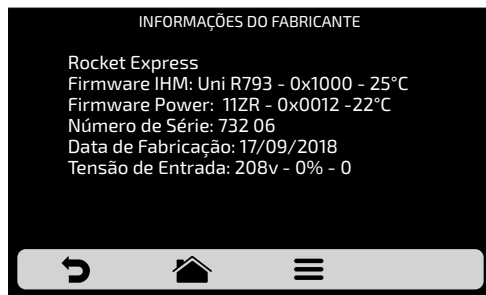 INFORMAÇÕES DO FABRICANTE
Rocket Express
Firmware IHM: Uni R793 - 0x1000 - 25°C
Firmware Power: 11ZR - 0x0012 -22°C
Número de Série: 732 06
Data de Fabricação: 17/09/2018
Tensão de Entrada: 208v - 0% - 0